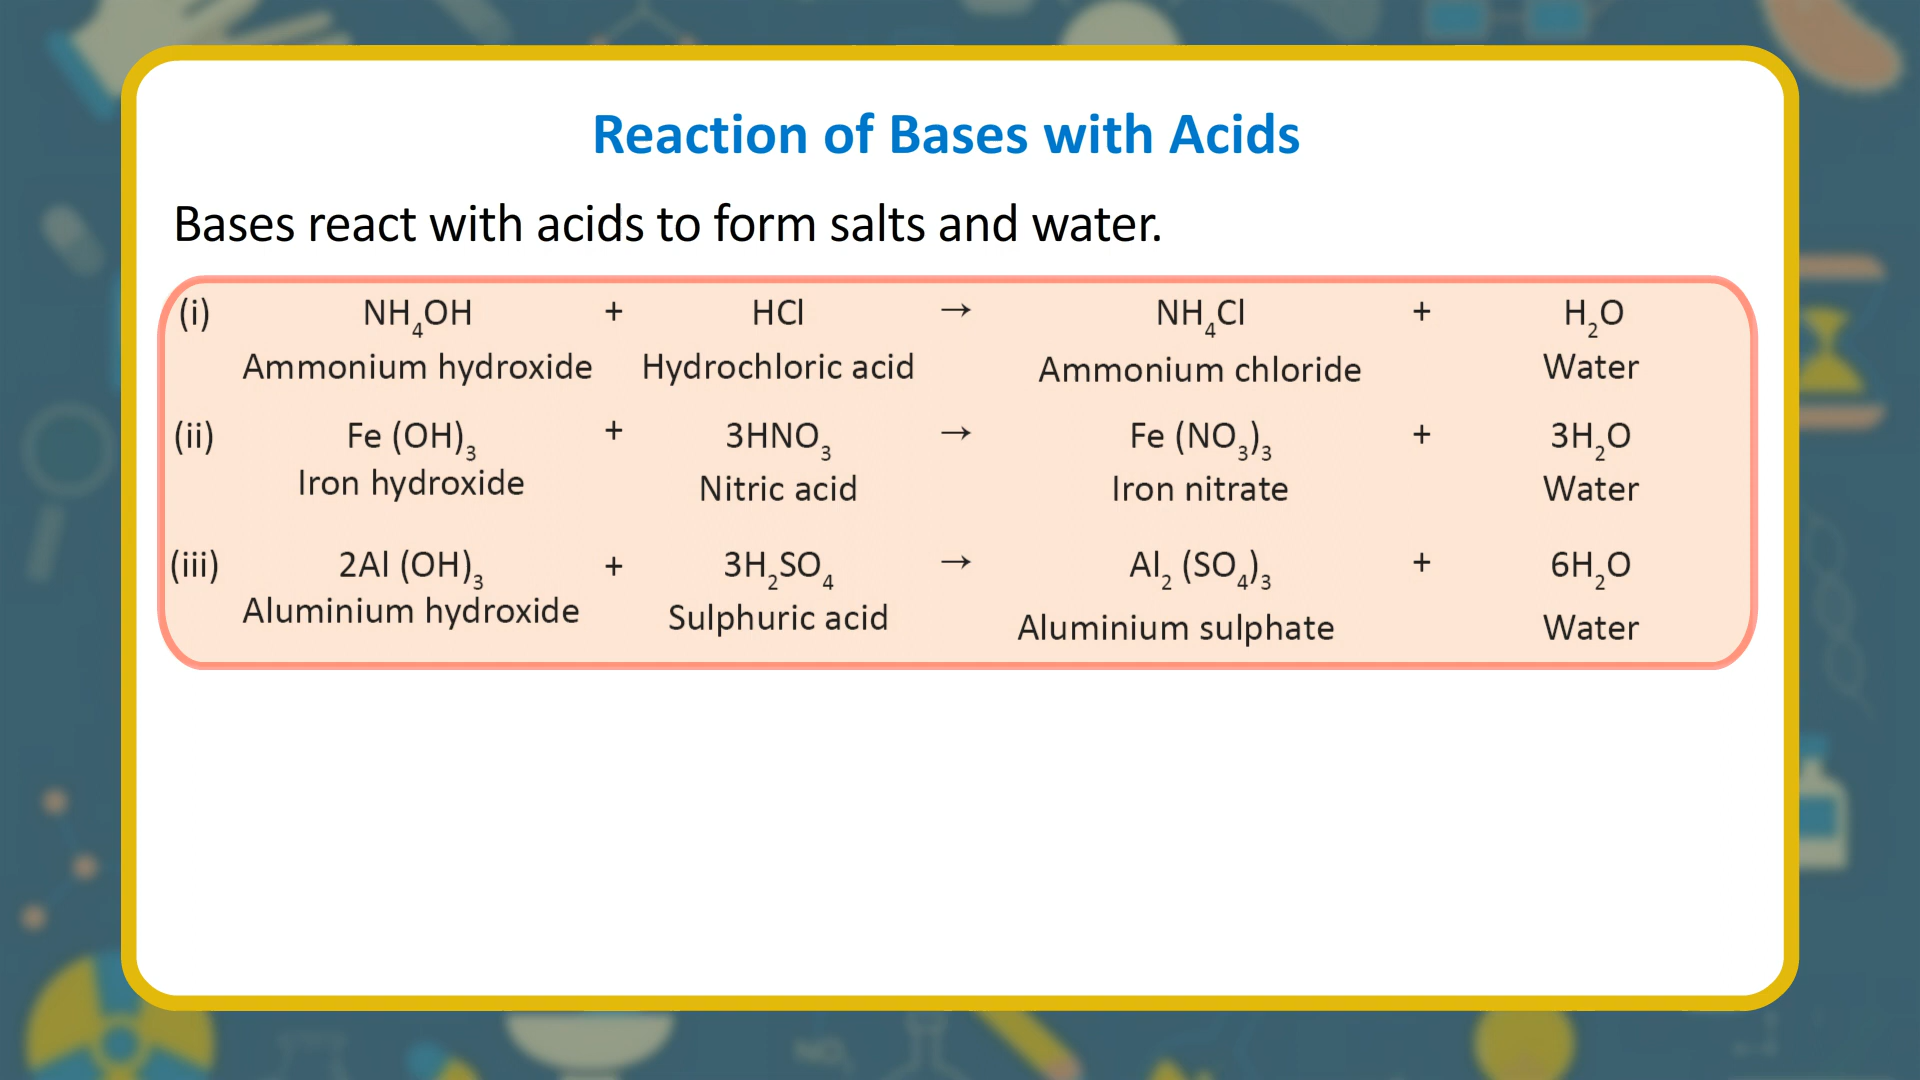 Reaction of Bases with Acids
Bases react with acids to form salts and water.
(i) NH₄OH + HCl → NH₄Cl + H₂O
Ammonium hydroxide Hydrochloric acid Ammonium chloride Water
(ii) Fe (OH)₃ + 3HNO₃ → Fe (NO₃)₃ + 3H₂O
Iron hydroxide Nitric acid Iron nitrate Water
(iii) 2Al (OH)₃ + 3H₂SO₄ → Al₂ (SO₄)₃ + 6H₂O
Aluminium hydroxide Sulphuric acid Aluminium sulphate Water